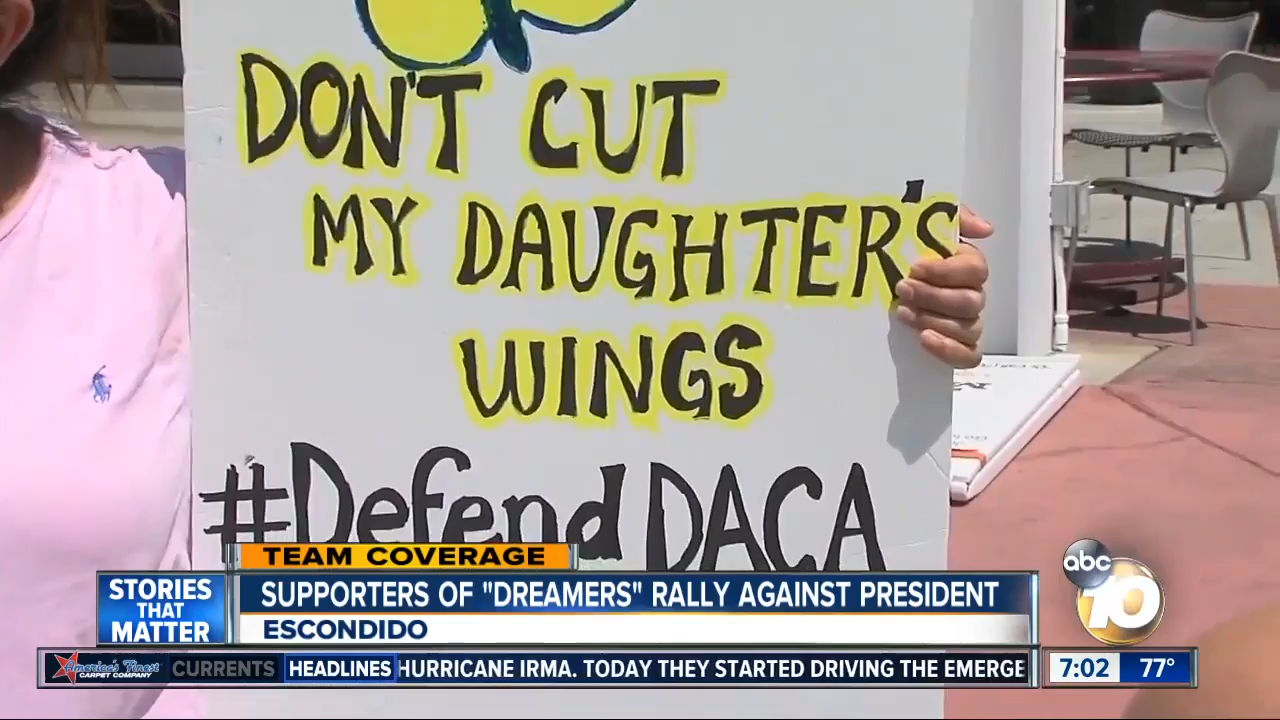 DON'T CUT
MY DAUGHTER'S
WINGS
#DefendDACA
TEAM COVERAGE
STORIES
THAT
MATTER
SUPPORTERS OF "DREAMERS" RALLY AGAINST PRESIDENT
ESCONDIDO
abc
10
America's Finest
CARPET COMPANY
CURRENTS
HEADLINES
HURRICANE IRMA. TODAY THEY STARTED DRIVING THE EMERGE
7:02
77°